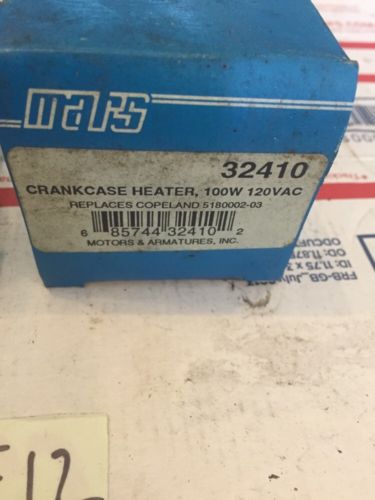 mars
32410
CRANKCASE HEATER, 100W 120VAC
REPLACES COPELAND 5180002-03
6 85744 32410 2
MOTORS & ARMATURES, INC.